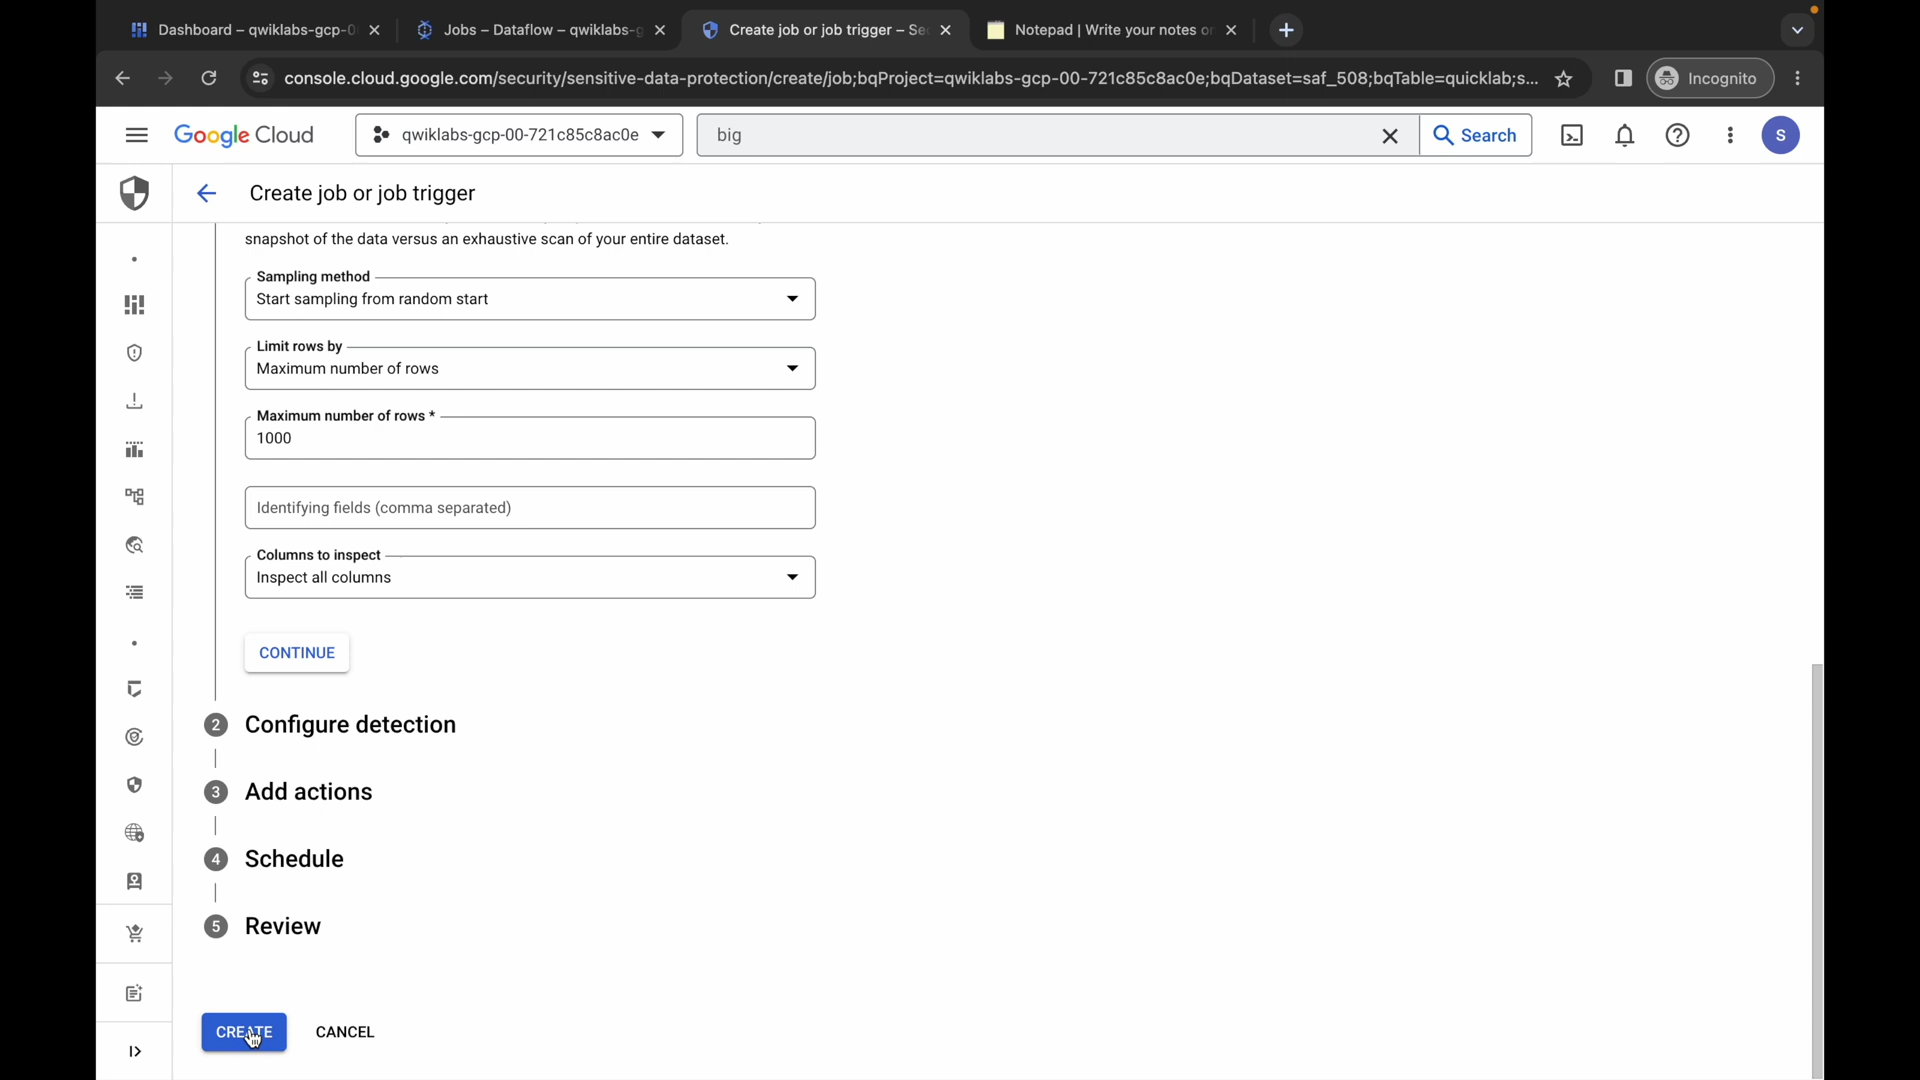 Dashboard – qwiklabs-gcp-0
Jobs – Dataflow – qwiklabs-g
Create job or job trigger – Se
Notepad | Write your notes o
console.cloud.google.com/security/sensitive-data-protection/create/job;bqProject=qwiklabs-gcp-00-721c85c8ac0e;bqDataset=saf_508;bqTable=quicklab;s...
Incognito
Google Cloud
qwiklabs-gcp-00-721c85c8ac0e
big
Search
S
Create job or job trigger
snapshot of the data versus an exhaustive scan of your entire dataset.
Sampling method
Start sampling from random start
Limit rows by
Maximum number of rows
Maximum number of rows *
1000
Identifying fields (comma separated)
Columns to inspect
Inspect all columns
CONTINUE
2 Configure detection
3 Add actions
4 Schedule
5 Review
CREATE CANCEL